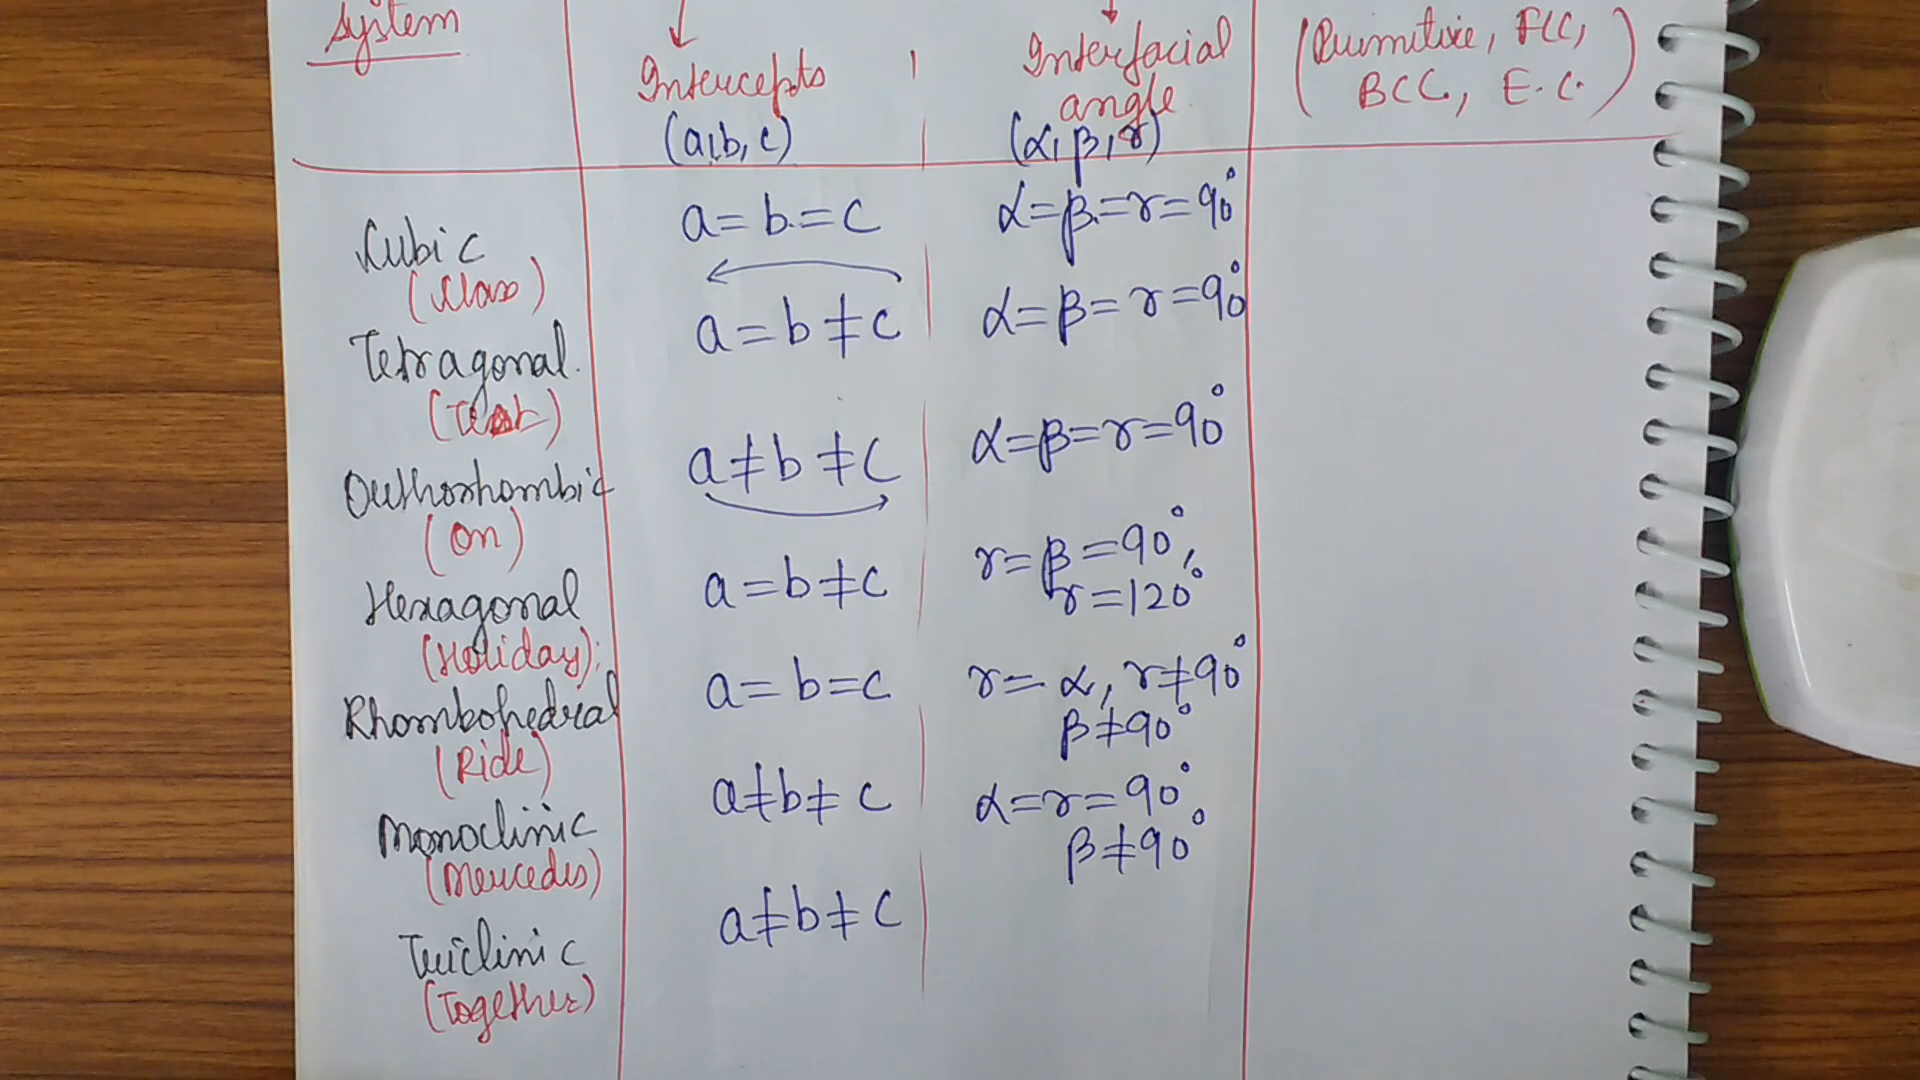 System
Intercepts
(a,b,c)
Interfacial
angle
(α,β,γ)
(Primitive, FCC,
BCC, E.C.)
Cubic
(Class)
a=b=c
α=β=γ=90°
Tetragonal
(Test)
a=b≠c
α=β=γ=90°
Orthorhombic
(On)
a≠b≠c
α=β=γ=90°
Hexagonal
(Holiday)
a=b≠c
γ=β=90°,
γ=120°
Rhombohedral
(Ride)
a=b=c
γ=α, γ≠90°
β≠90°
Monoclinic
(Mercedes)
a≠b≠c
α=γ=90°
β≠90°
Triclinic
(Together)
a≠b≠c